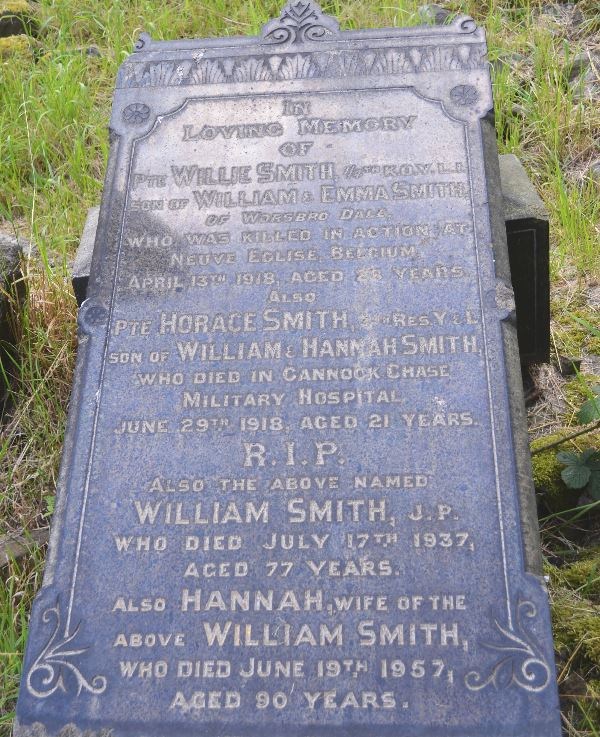 IN
LOVING MEMORY
OF
PTE WILLIE SMITH, K.O.Y.L.I.
SON OF WILLIAM & EMMA SMITH
OF WORSBRO DALE,
WHO WAS KILLED IN ACTION, AT
NEUVE EGLISE, BELGIUM,
APRIL 13TH 1918, AGED 28 YEARS.
ALSO
PTE HORACE SMITH, RES. Y & L
SON OF WILLIAM & HANNAH SMITH,
WHO DIED IN CANNOCK CHASE
MILITARY HOSPITAL,
JUNE 29TH 1918, AGED 21 YEARS.
R.I.P.
ALSO THE ABOVE NAMED
WILLIAM SMITH, J.P.
WHO DIED JULY 17TH 1937,
AGED 77 YEARS.
ALSO HANNAH, WIFE OF THE
ABOVE WILLIAM SMITH,
WHO DIED JUNE 19TH 1957,
AGED 90 YEARS.